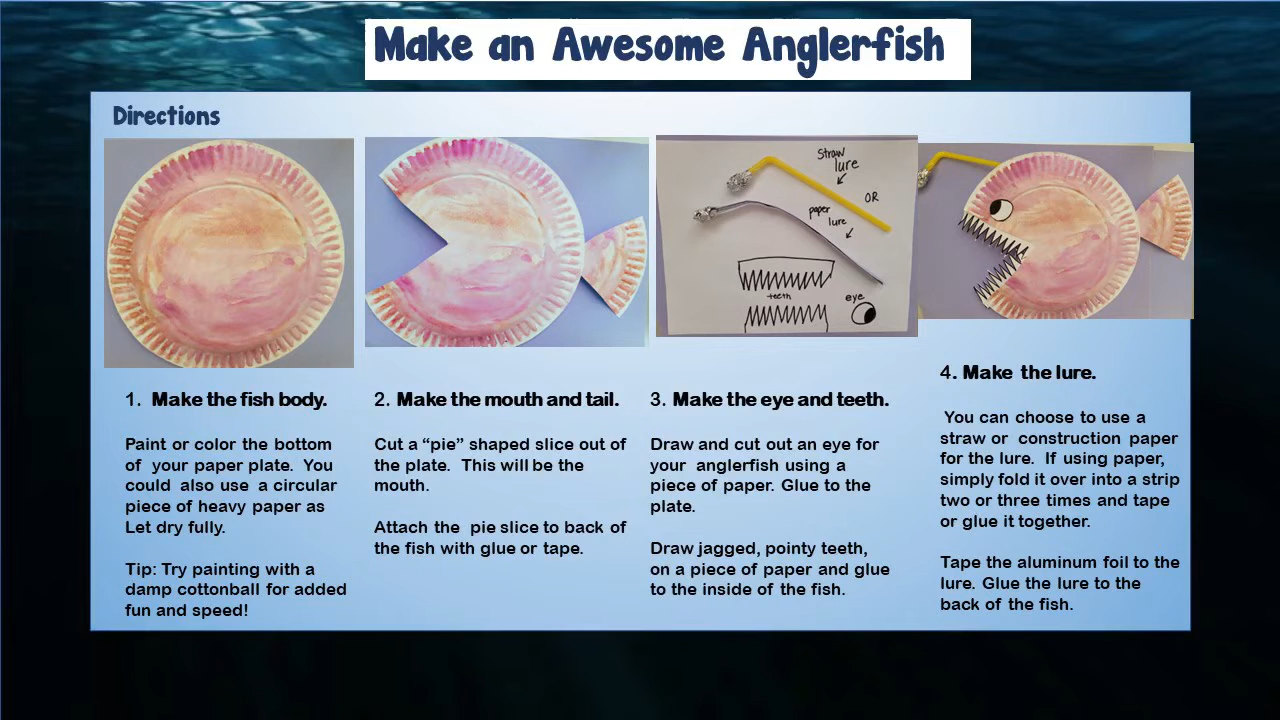 Make an Awesome Anglerfish
Directions
straw
lure
OR
paper
lure
teeth
eye
1. Make the fish body.
Paint or color the bottom
of your paper plate. You
could also use a circular
piece of heavy paper as
Let dry fully.
Tip: Try painting with a
damp cottonball for added
fun and speed!
2. Make the mouth and tail.
Cut a “pie” shaped slice out of
the plate. This will be the
mouth.
Attach the pie slice to back of
the fish with glue or tape.
3. Make the eye and teeth.
Draw and cut out an eye for
your anglerfish using a
piece of paper. Glue to the
plate.
Draw jagged, pointy teeth,
on a piece of paper and glue
to the inside of the fish.
4. Make the lure.
You can choose to use a
straw or construction paper
for the lure. If using paper,
simply fold it over into a strip
two or three times and tape
or glue it together.
Tape the aluminum foil to the
lure. Glue the lure to the
back of the fish.